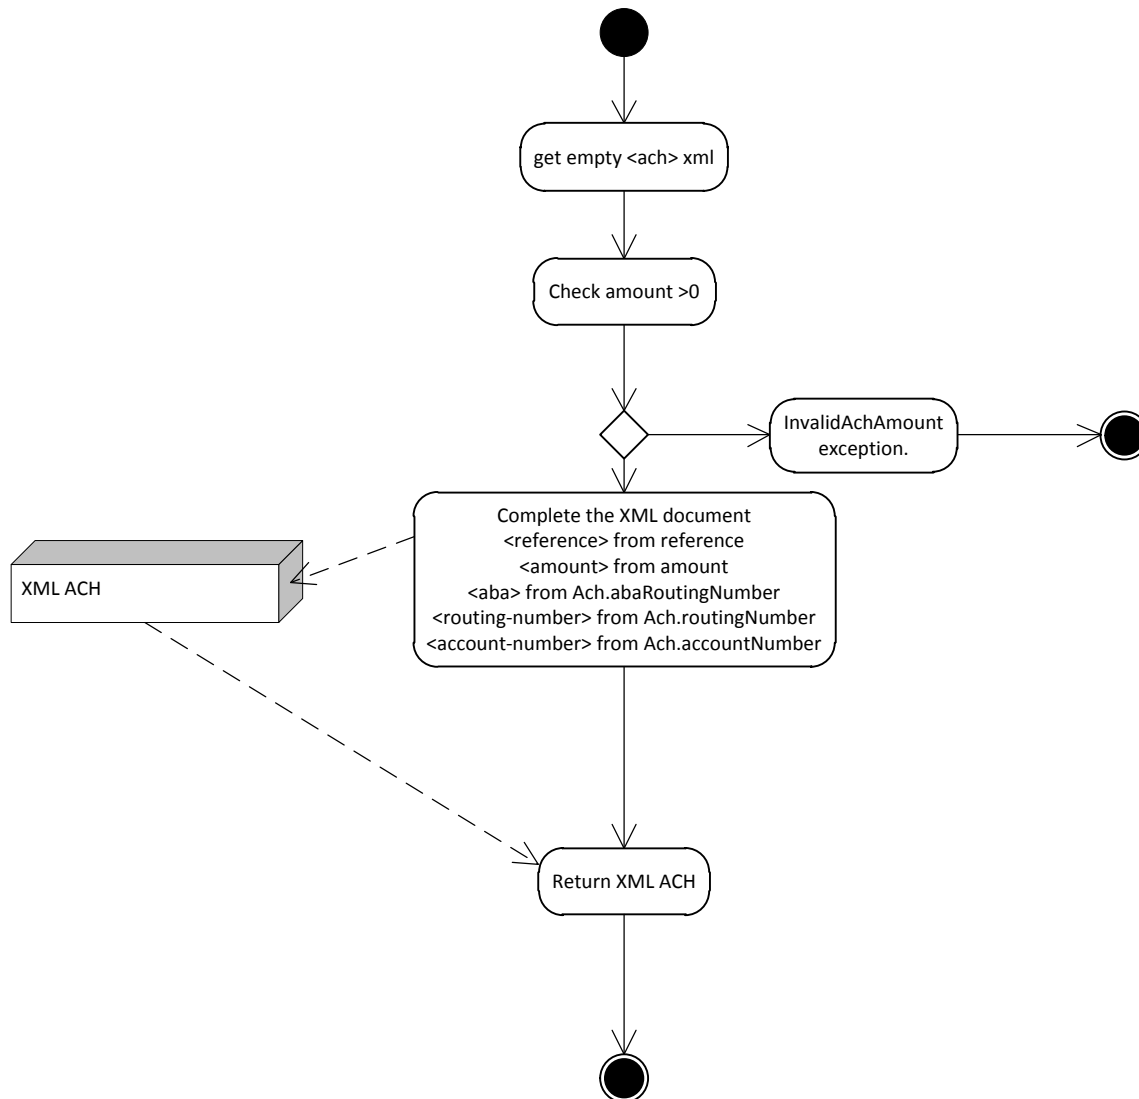 get empty <ach> xml
Check amount >0
InvalidAchAmount
exception.
Complete the XML document
<reference> from reference
<amount> from amount
<aba> from Ach.abaRoutingNumber
<routing-number> from Ach.routingNumber
<account-number> from Ach.accountNumber
XML ACH
Return XML ACH